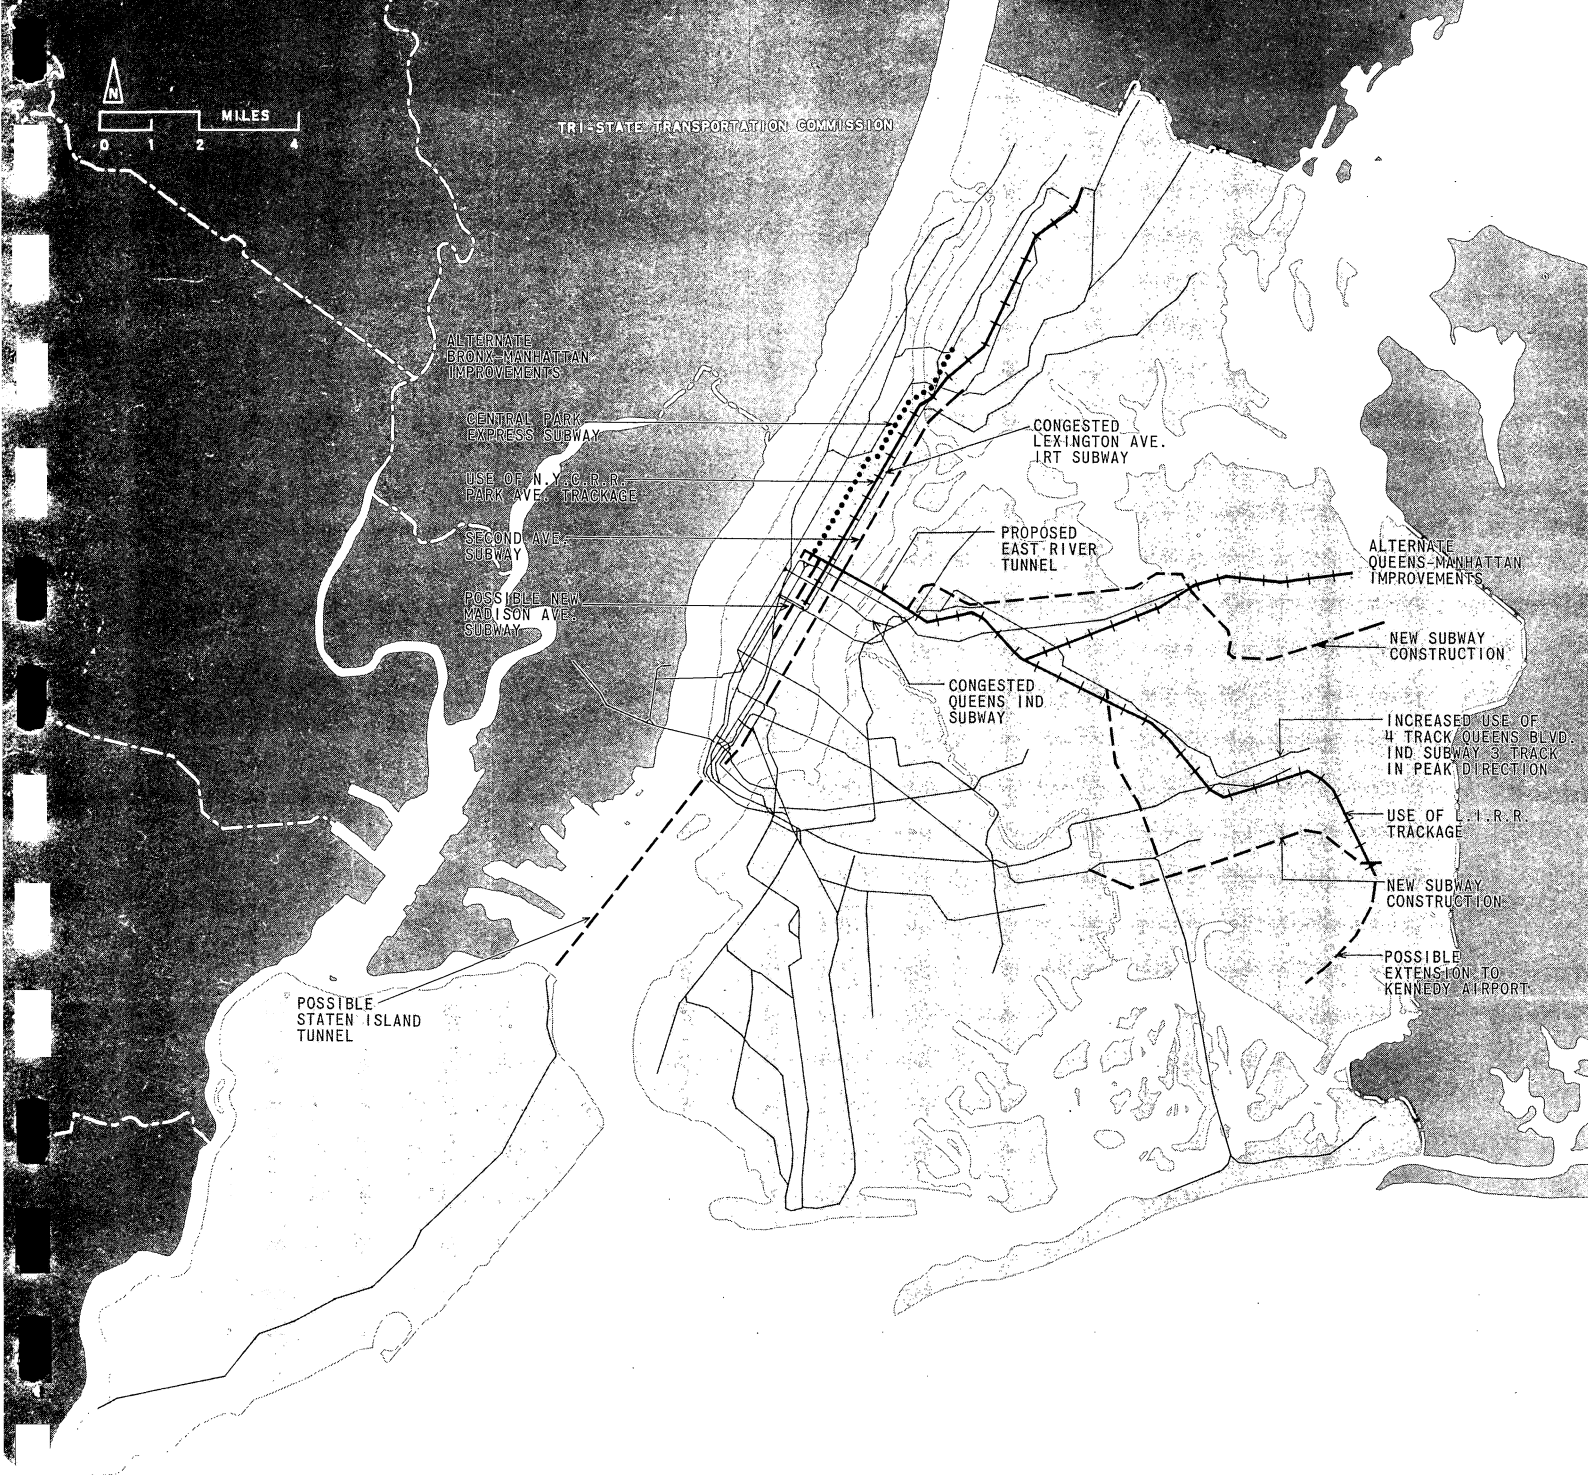 N
MILES
0 1 2 4
TRI-STATE TRANSPORTATION COMMISSION
ALTERNATE
BRONX-MANHATTAN
IMPROVEMENTS
CENTRAL PARK
EXPRESS SUBWAY
USE OF N.Y.C.R.R.
PARK AVE. TRACKAGE
SECOND AVE.
SUBWAY
POSSIBLE NEW
MADISON AVE.
SUBWAY
CONGESTED
LEXINGTON AVE.
IRT SUBWAY
PROPOSED
EAST RIVER
TUNNEL
ALTERNATE
QUEENS-MANHATTAN
IMPROVEMENTS
NEW SUBWAY
CONSTRUCTION
CONGESTED
QUEENS IND
SUBWAY
INCREASED USE OF
4 TRACK QUEENS BLVD.
IND SUBWAY 3 TRACK
IN PEAK DIRECTION
USE OF L.I.R.R.
TRACKAGE
NEW SUBWAY
CONSTRUCTION
POSSIBLE
EXTENSION TO
KENNEDY AIRPORT
POSSIBLE
STATEN ISLAND
TUNNEL